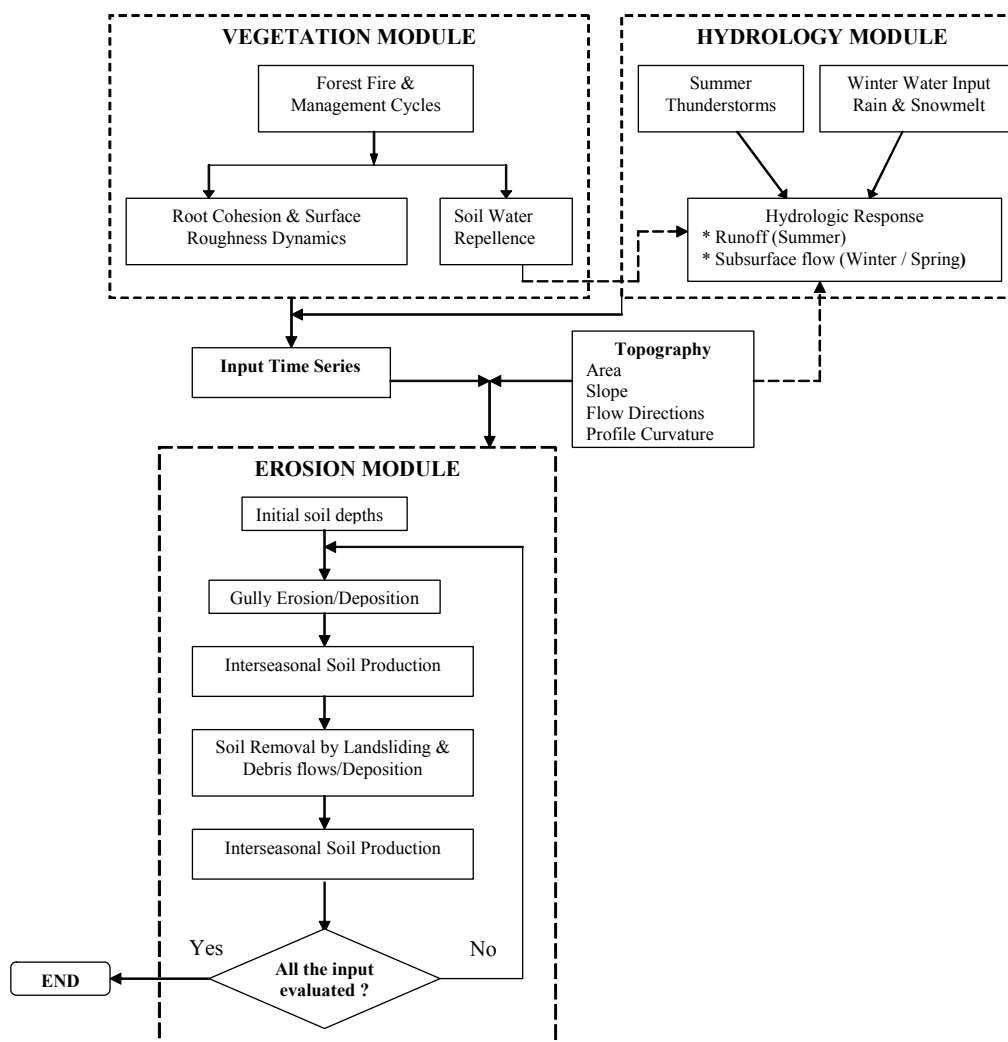 VEGETATION MODULE
Forest Fire &
Management Cycles
Root Cohesion & Surface
Roughness Dynamics
Soil Water
Repellence
HYDROLOGY MODULE
Summer
Thunderstorms
Winter Water Input
Rain & Snowmelt
Hydrologic Response
* Runoff (Summer)
* Subsurface flow (Winter / Spring)
Input Time Series
Topography
Area
Slope
Flow Directions
Profile Curvature
EROSION MODULE
Initial soil depths
Gully Erosion/Deposition
Interseasonal Soil Production
Soil Removal by Landsliding &
Debris flows/Deposition
Interseasonal Soil Production
Yes
No
All the input
evaluated ?
END